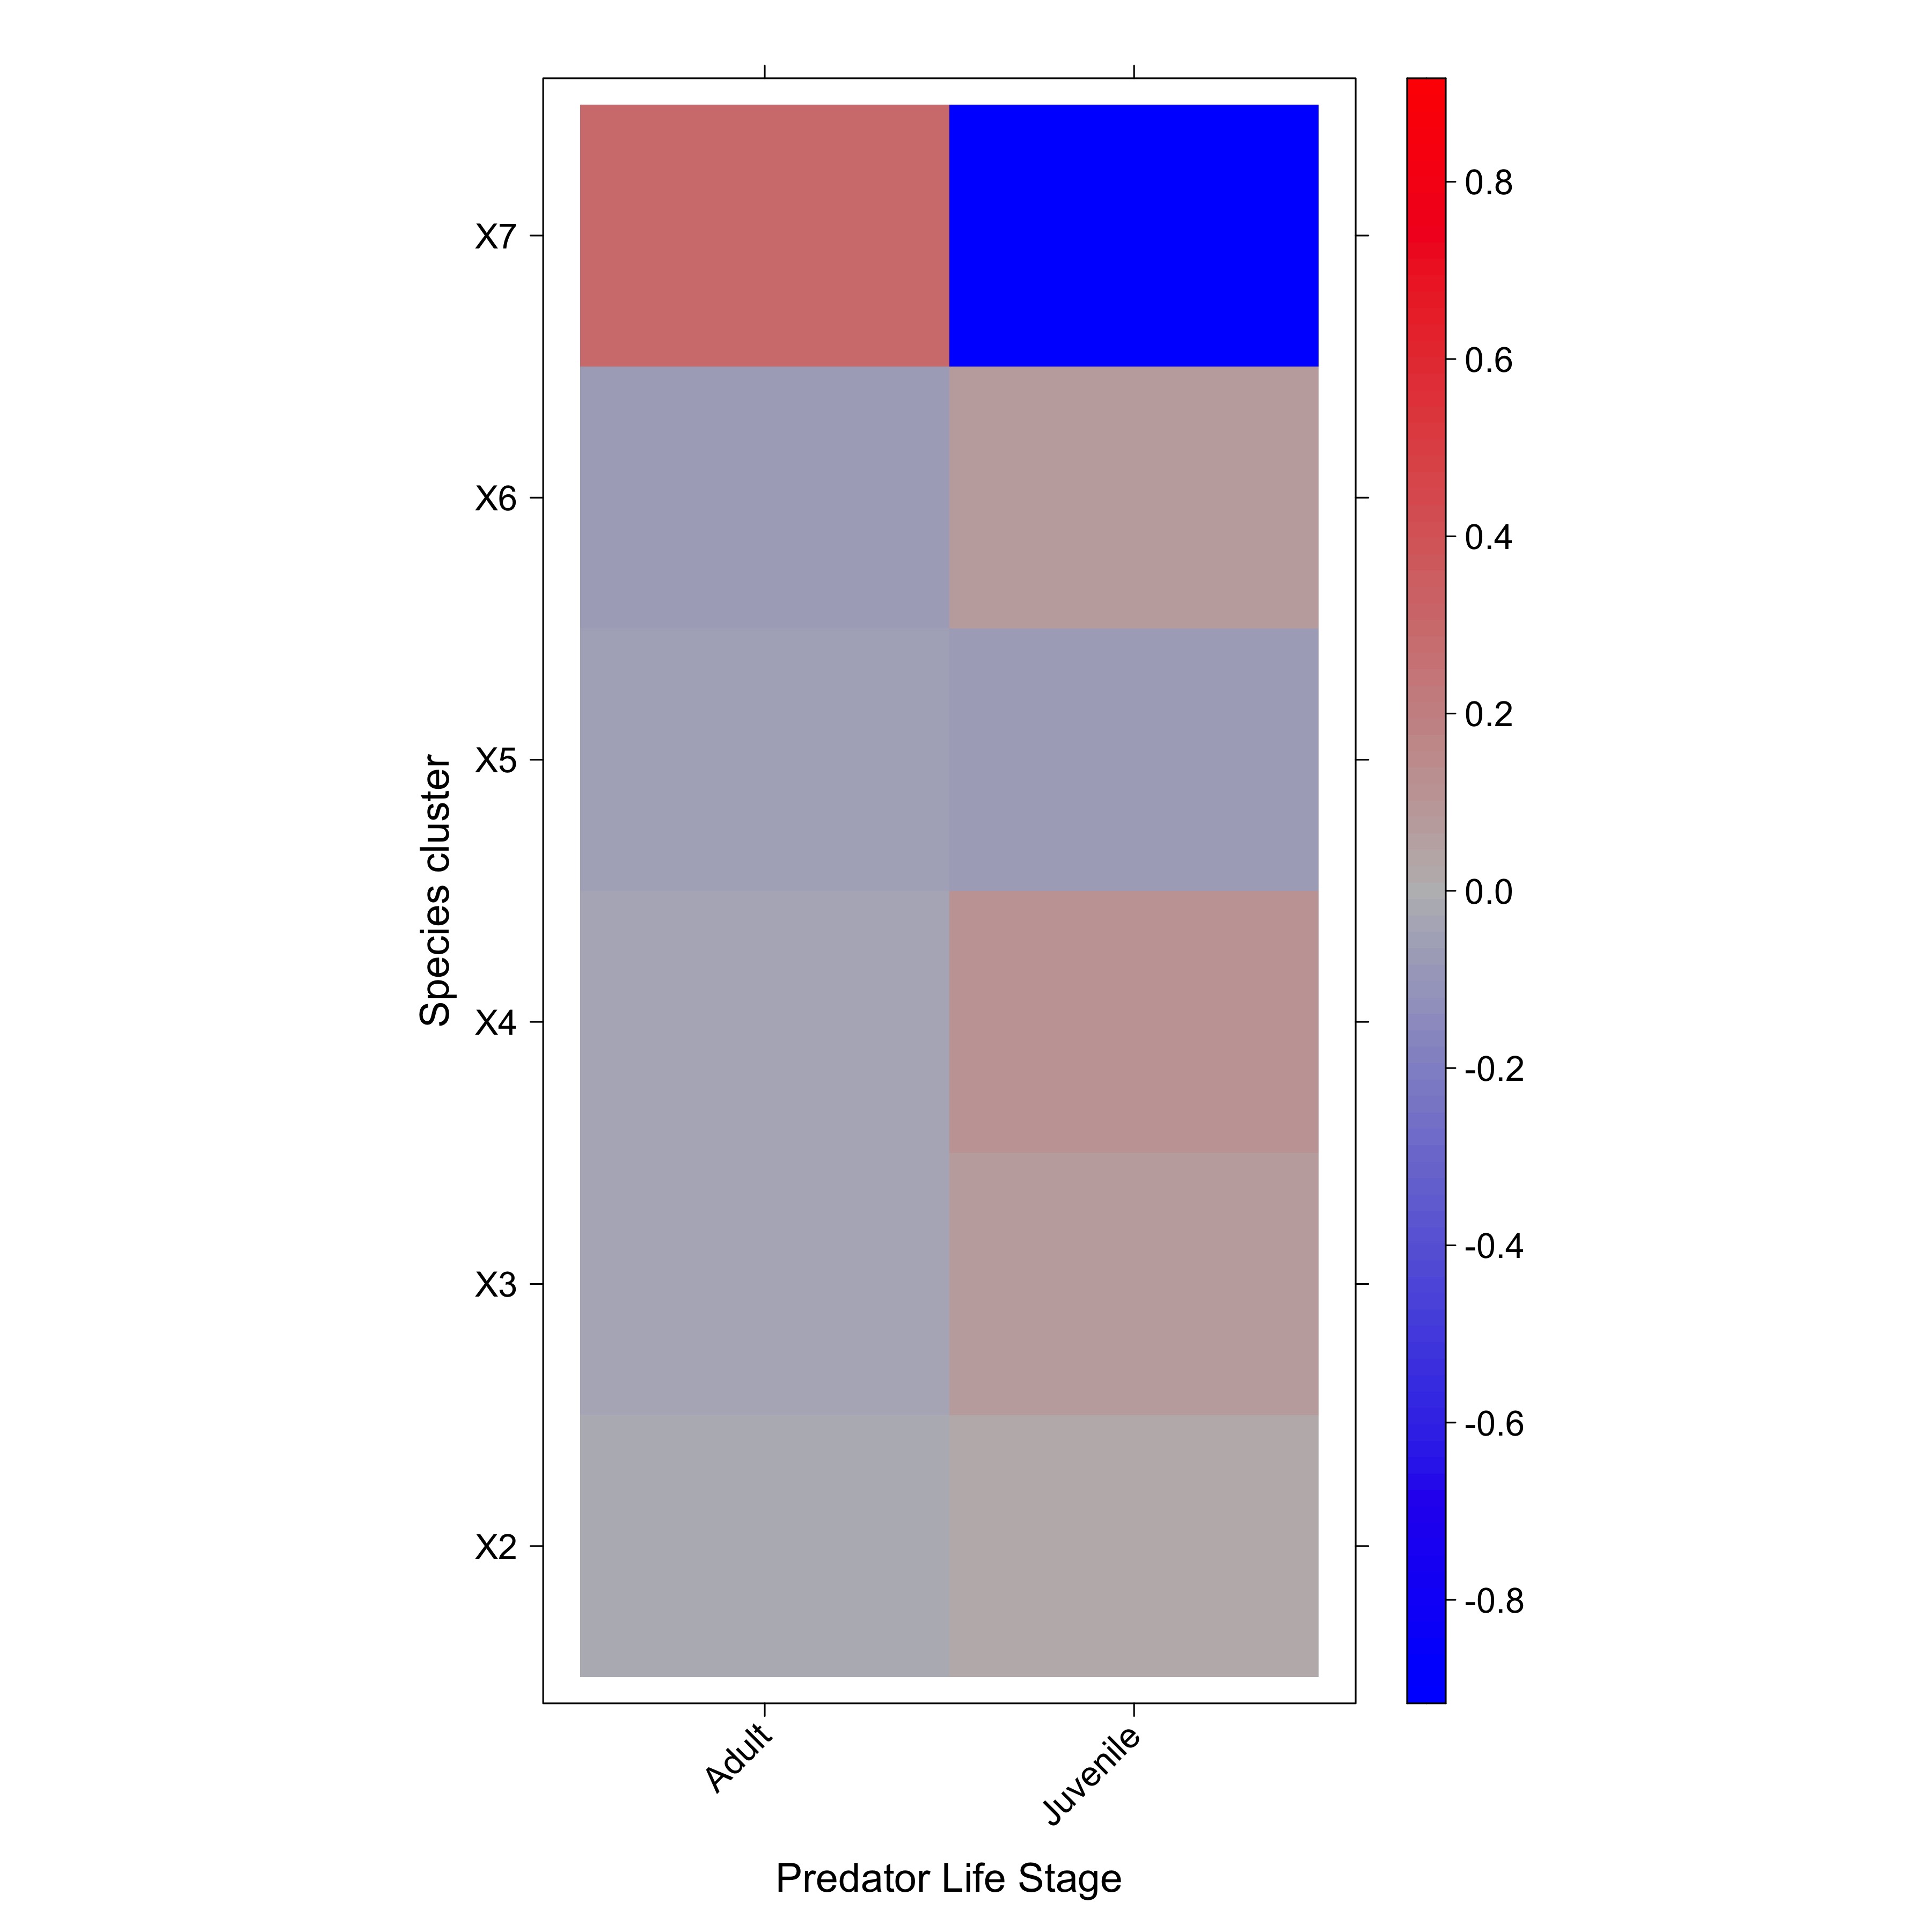 X7
X6
X5
X4
X3
X2
Species cluster
Adult
Juvenile
Predator Life Stage
0.8
0.6
0.4
0.2
0.0
-0.2
-0.4
-0.6
-0.8